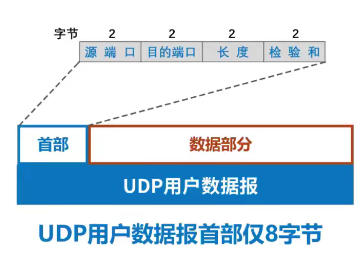 字节 2 2 2 2
源端口 目的端口 长度 检验和
首部 数据部分
UDP用户数据报
UDP用户数据报首部仅8字节